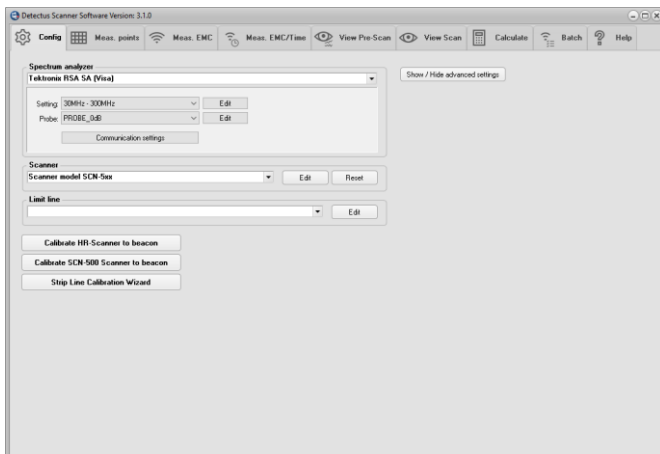 Detectus Scanner Software Version: 3.1.0
Config Meas. points Meas. EMC Meas. EMC/Time View Pre-Scan View Scan Calculate Batch Help
Spectrum analyzer
Tektronix RSA SA (Visa)
Show / Hide advanced settings
Setting: 30MHz - 300MHz Edit
Probe: PROBE_0dB Edit
Communication settings
Scanner
Scanner model SCN-5xx Edit Reset
Limit line
Edit
Calibrate HR-Scanner to beacon
Calibrate SCN-500 Scanner to beacon
Strip Line Calibration Wizard